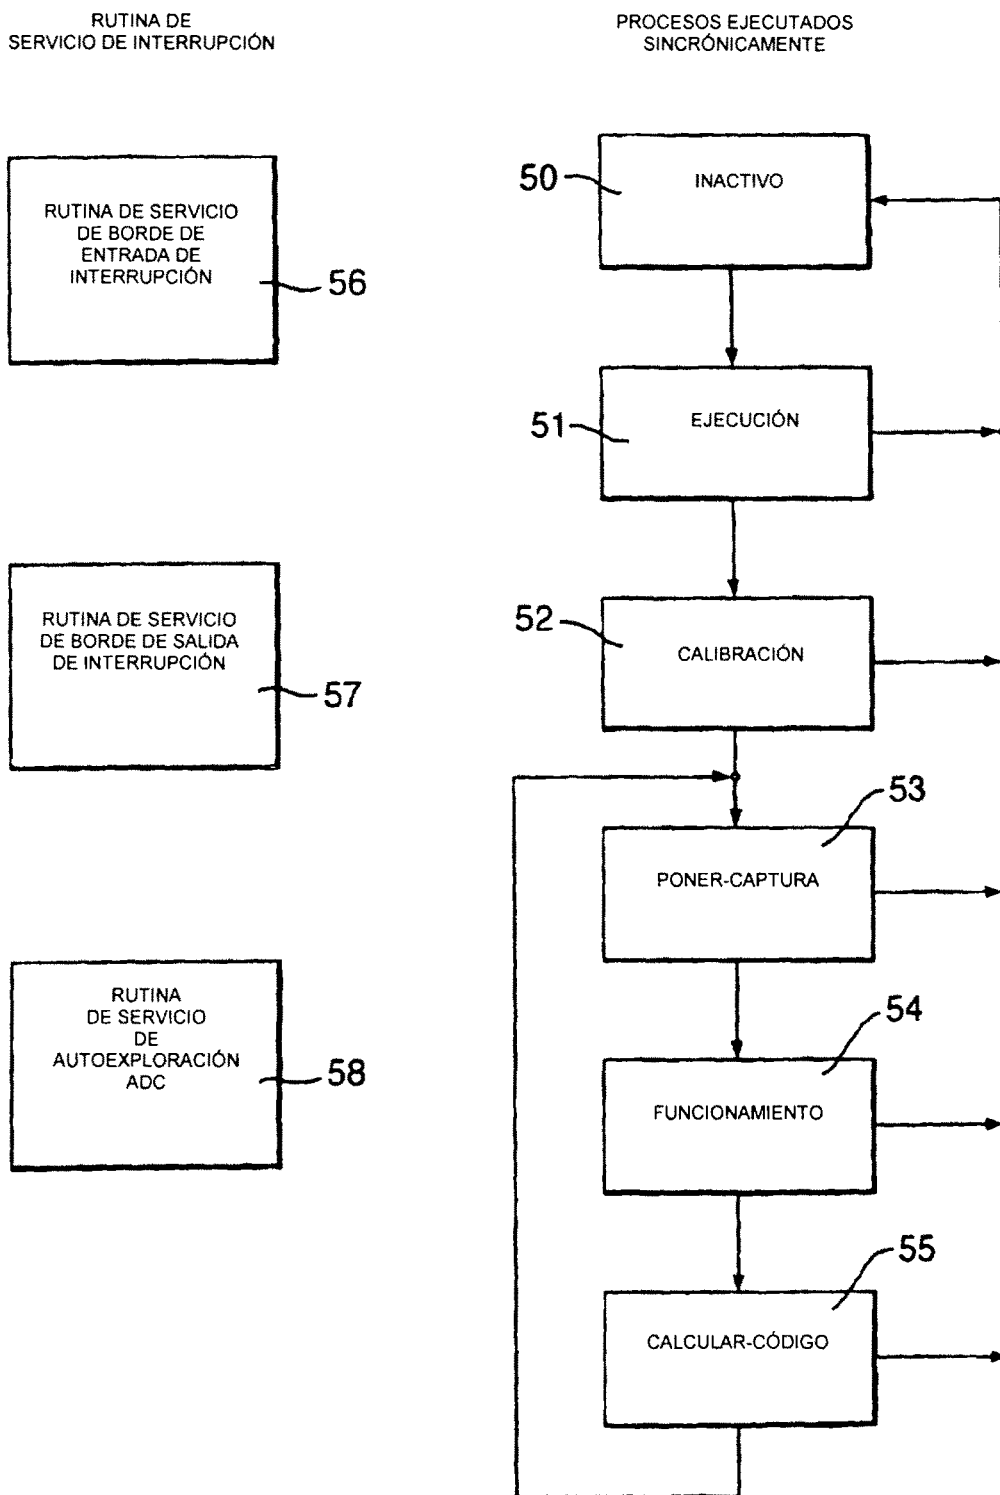 RUTINA DE
SERVICIO DE INTERRUPCIÓN
PROCESOS EJECUTADOS
SINCRÓNICAMENTE
RUTINA DE SERVICIO
DE BORDE DE
ENTRADA DE
INTERRUPCIÓN
56
RUTINA DE SERVICIO
DE BORDE DE SALIDA
DE INTERRUPCIÓN
57
RUTINA
DE SERVICIO
DE
AUTOEXPLORACIÓN
ADC
58
50
INACTIVO
51
EJECUCIÓN
52
CALIBRACIÓN
53
PONER-CAPTURA
54
FUNCIONAMIENTO
55
CALCULAR-CÓDIGO